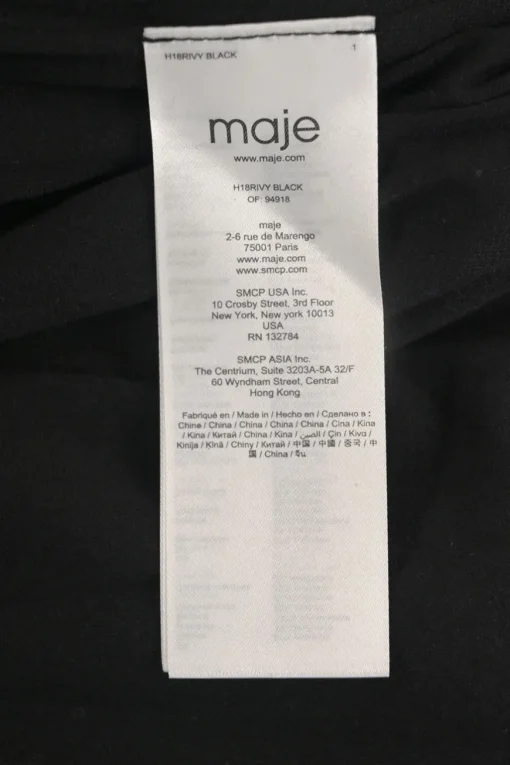 H18RIVY BLACK
1
maje
www.maje.com
H18RIVY BLACK
OF: 94918
maje
2-6 rue de Marengo
75001 Paris
www.maje.com
www.smcp.com
SMCP USA Inc.
10 Crosby Street, 3rd Floor
New York, New york 10013
USA
RN 132784
SMCP ASIA Inc.
The Centrium, Suite 3203A-5A 32/F
60 Wyndham Street, Central
Hong Kong
Fabriqué en / Made in / Hecho en / Сделано в :
Chine / China / China / China / China / Cina / Kina
/ Kina / Китай / China / Kina / الصين / Çin / Kiva /
Kinija / Ķīnā / Chiny / Китай / 中国 / 中國 / 중국 / 中
国 / China / จีน